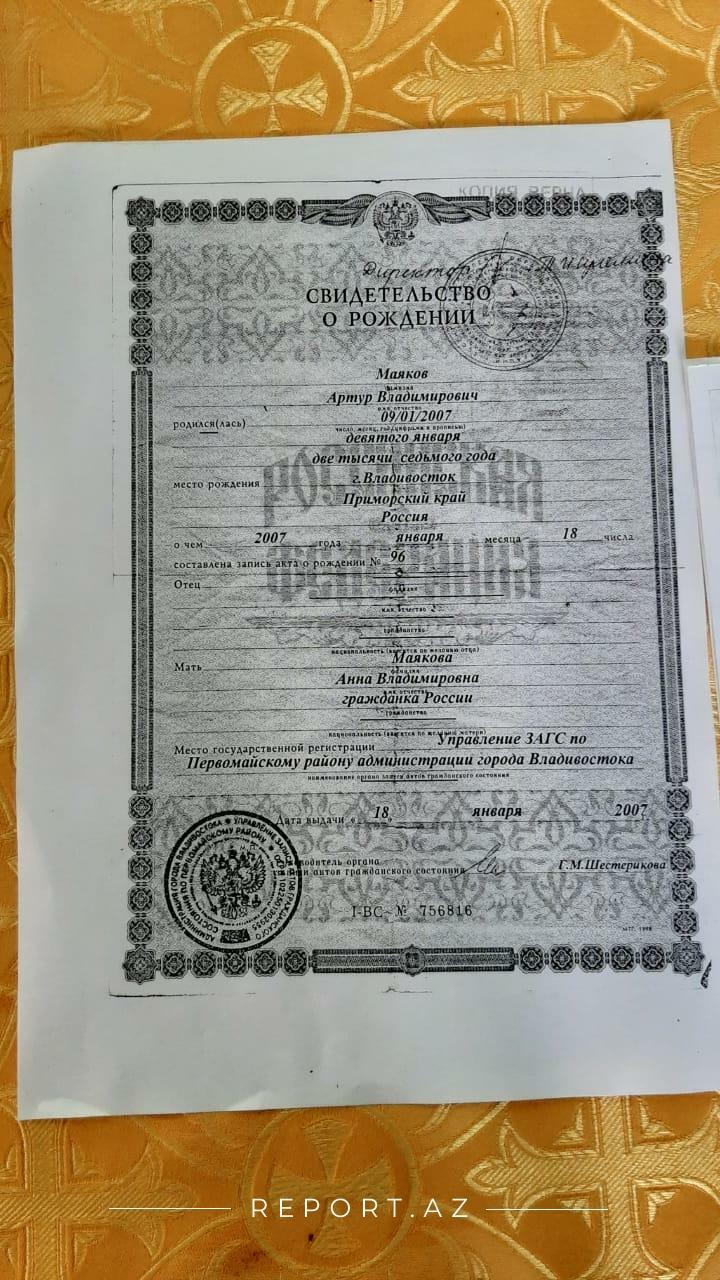 КОПИЯ ВЕРНА
Директор
СВИДЕТЕЛЬСТВО
О РОЖДЕНИИ
Маяков
фамилия
Артур Владимирович
имя, отчество
родился(лась) 09/01/2007
число, месяц, год (цифрами и прописью)
девятого января
две тысячи седьмого года
место рождения г.Владивосток
Приморский край
Россия
о чем 2007 года января месяца 18 числа
составлена запись акта о рождении № 96
Отец
фамилия
имя, отчество
гражданство
национальность (вносится по желанию отца)
Мать Маякова
фамилия
Анна Владимировна
имя, отчество
гражданка России
гражданство
национальность (вносится по желанию матери)
Место государственной регистрации Управление ЗАГС по
Первомайскому району администрации города Владивостока
наименование органа записи актов гражданского состояния
Дата выдачи « 18 » января 2007
водитель органа
актов гражданского состояния Г.М.Шестерикова
I-ВС № 756816
РОССИЙСКАЯ
ФЕДЕРАЦИЯ
REPORT.AZ